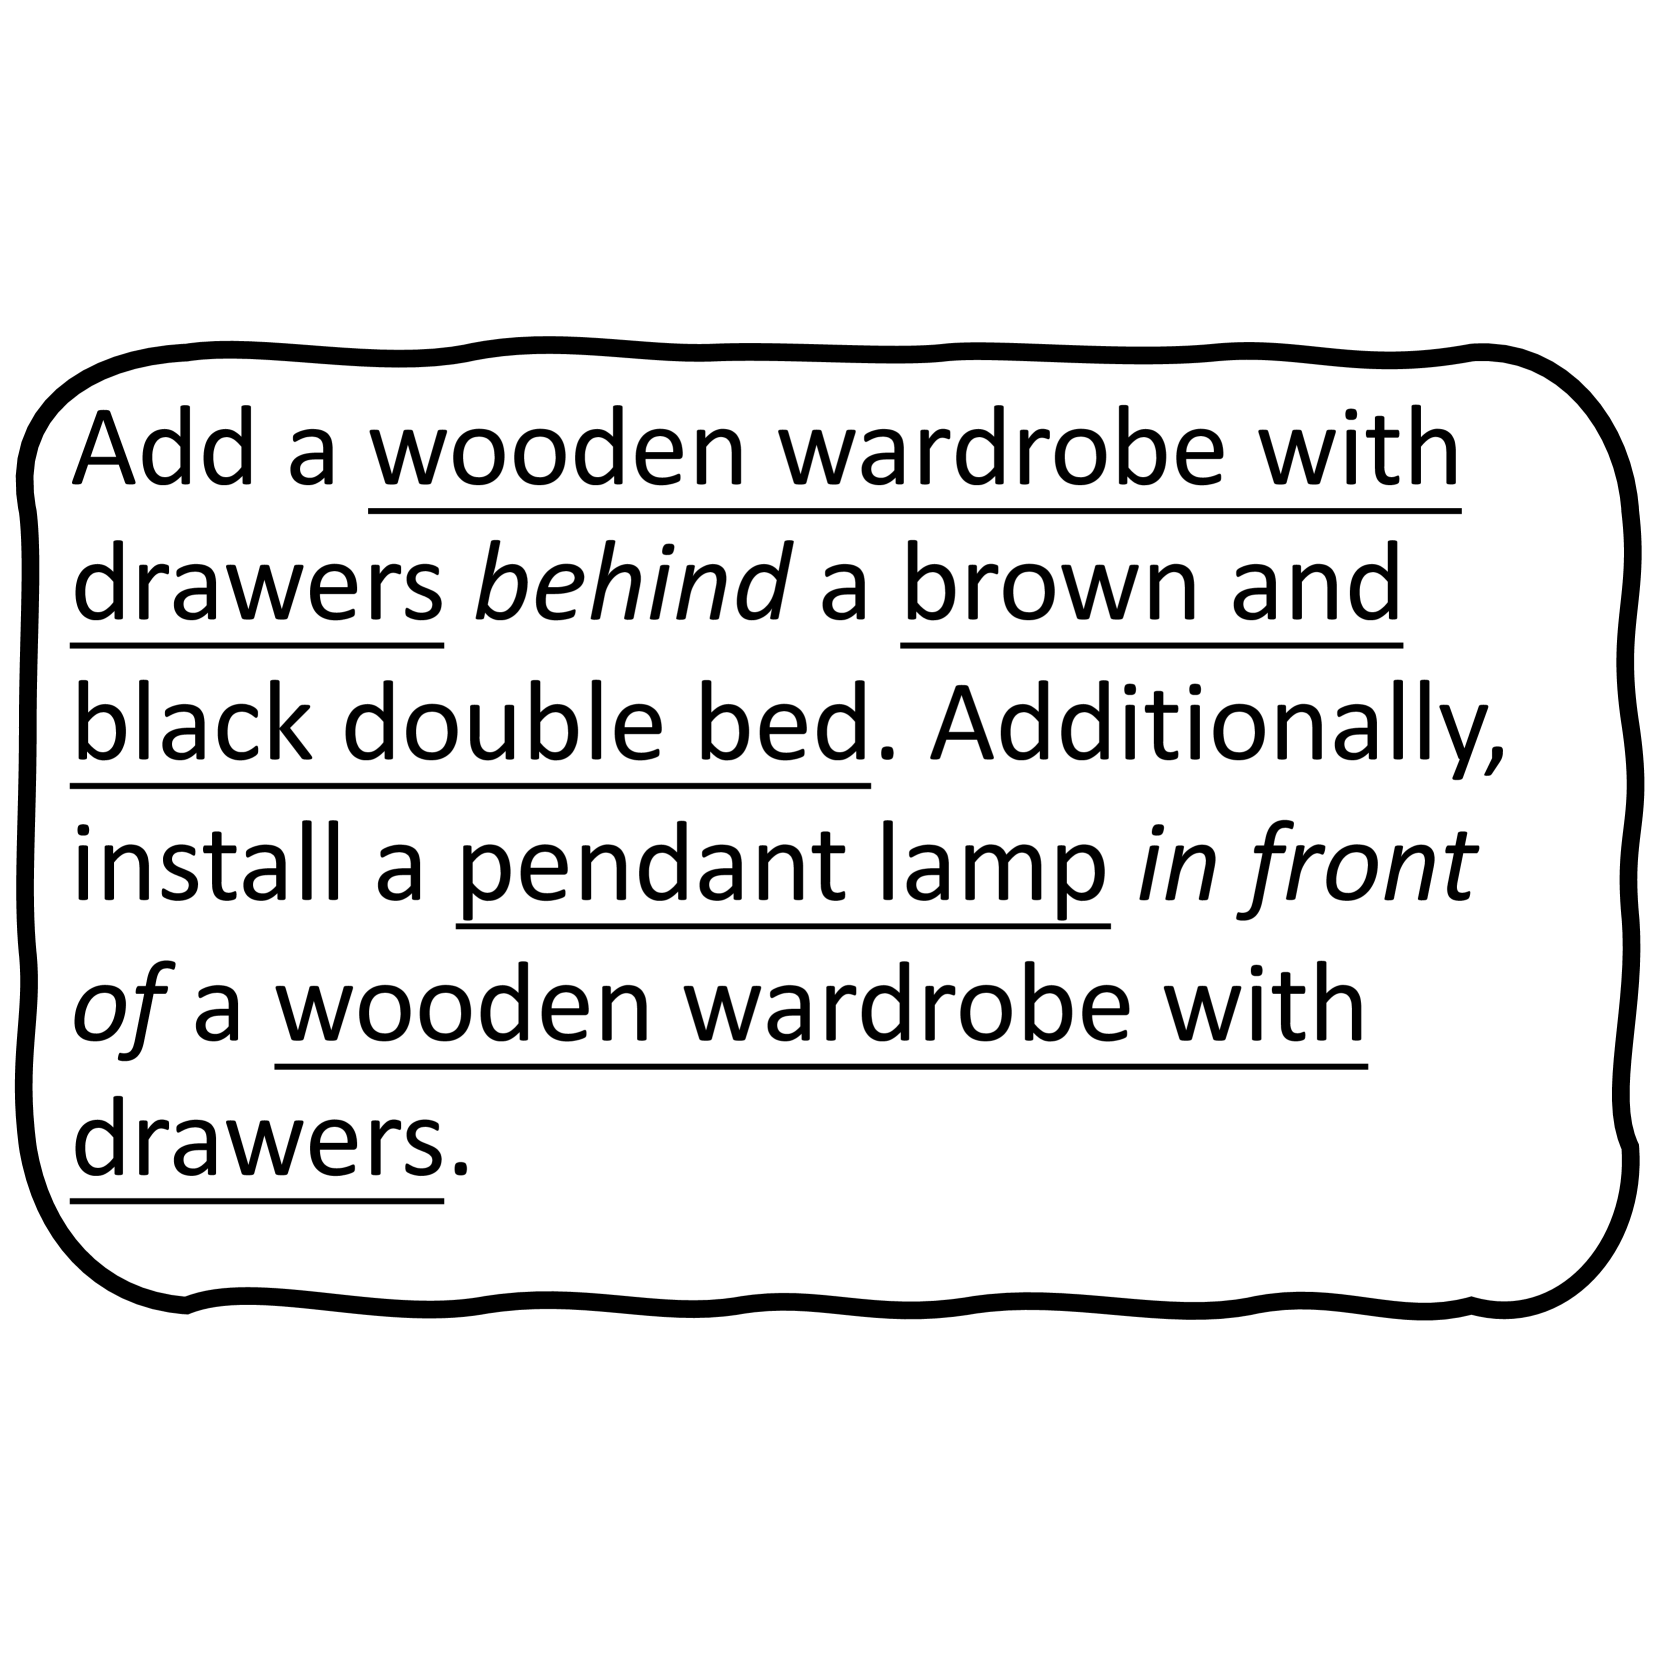 Add a wooden wardrobe with
drawers behind a brown and
black double bed. Additionally,
install a pendant lamp in front
of a wooden wardrobe with
drawers.